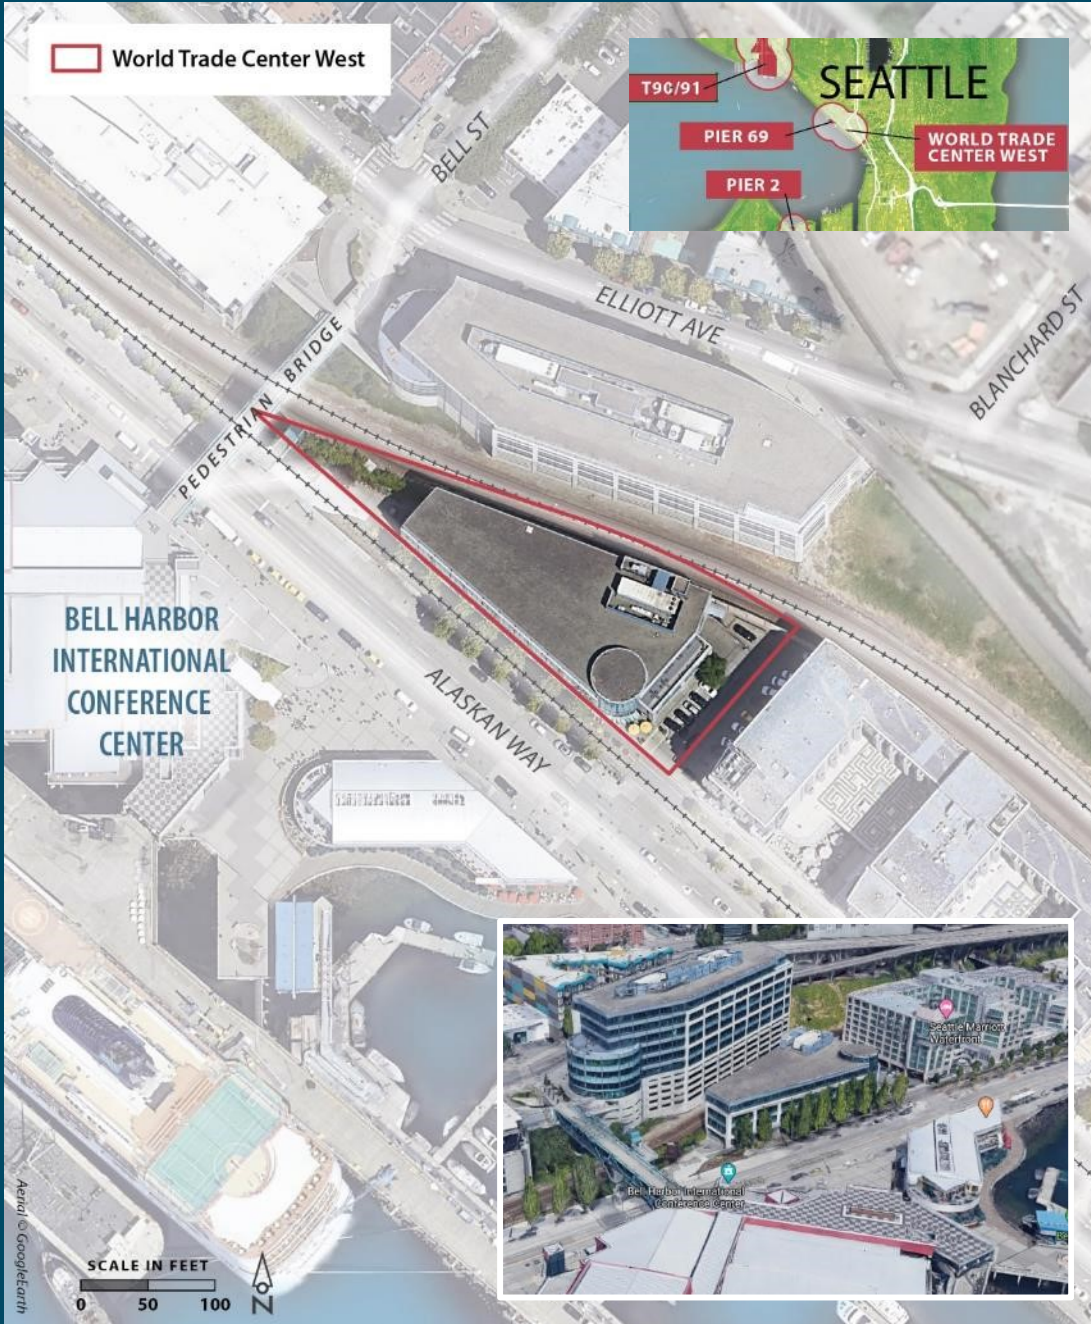 World Trade Center West
SEATTLE
T90/91
PIER 69
WORLD TRADE
CENTER WEST
PIER 2
BELL ST
ELLIOTT AVE
BLANCHARD ST
PEDESTRIAN BRIDGE
BELL HARBOR
INTERNATIONAL
CONFERENCE
CENTER
ALASKAN WAY
Seattle Marriott
Waterfront
Bell Harbor International
Conference Center
Aerial © GoogleEarth
SCALE IN FEET
0 50 100
N